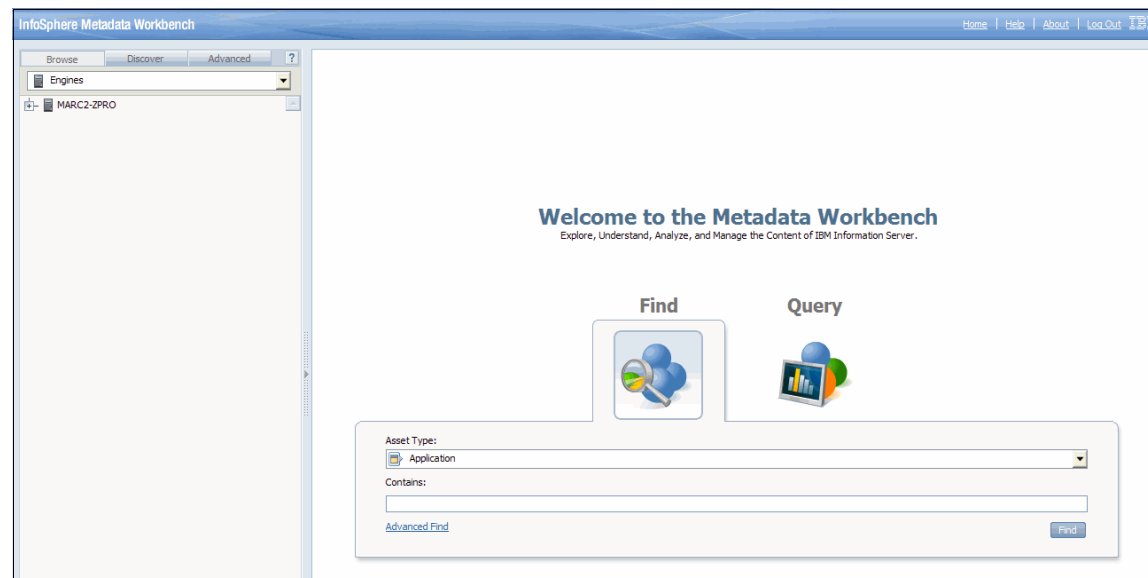 InfoSphere Metadata Workbench
Home | Help | About | Log Out
Browse Discover Advanced ?
Engines
MARC2-ZPRO
Welcome to the Metadata Workbench
Explore, Understand, Analyze, and Manage the Content of IBM Information Server.
Find Query
Asset Type:
Application
Contains:
Advanced Find Find